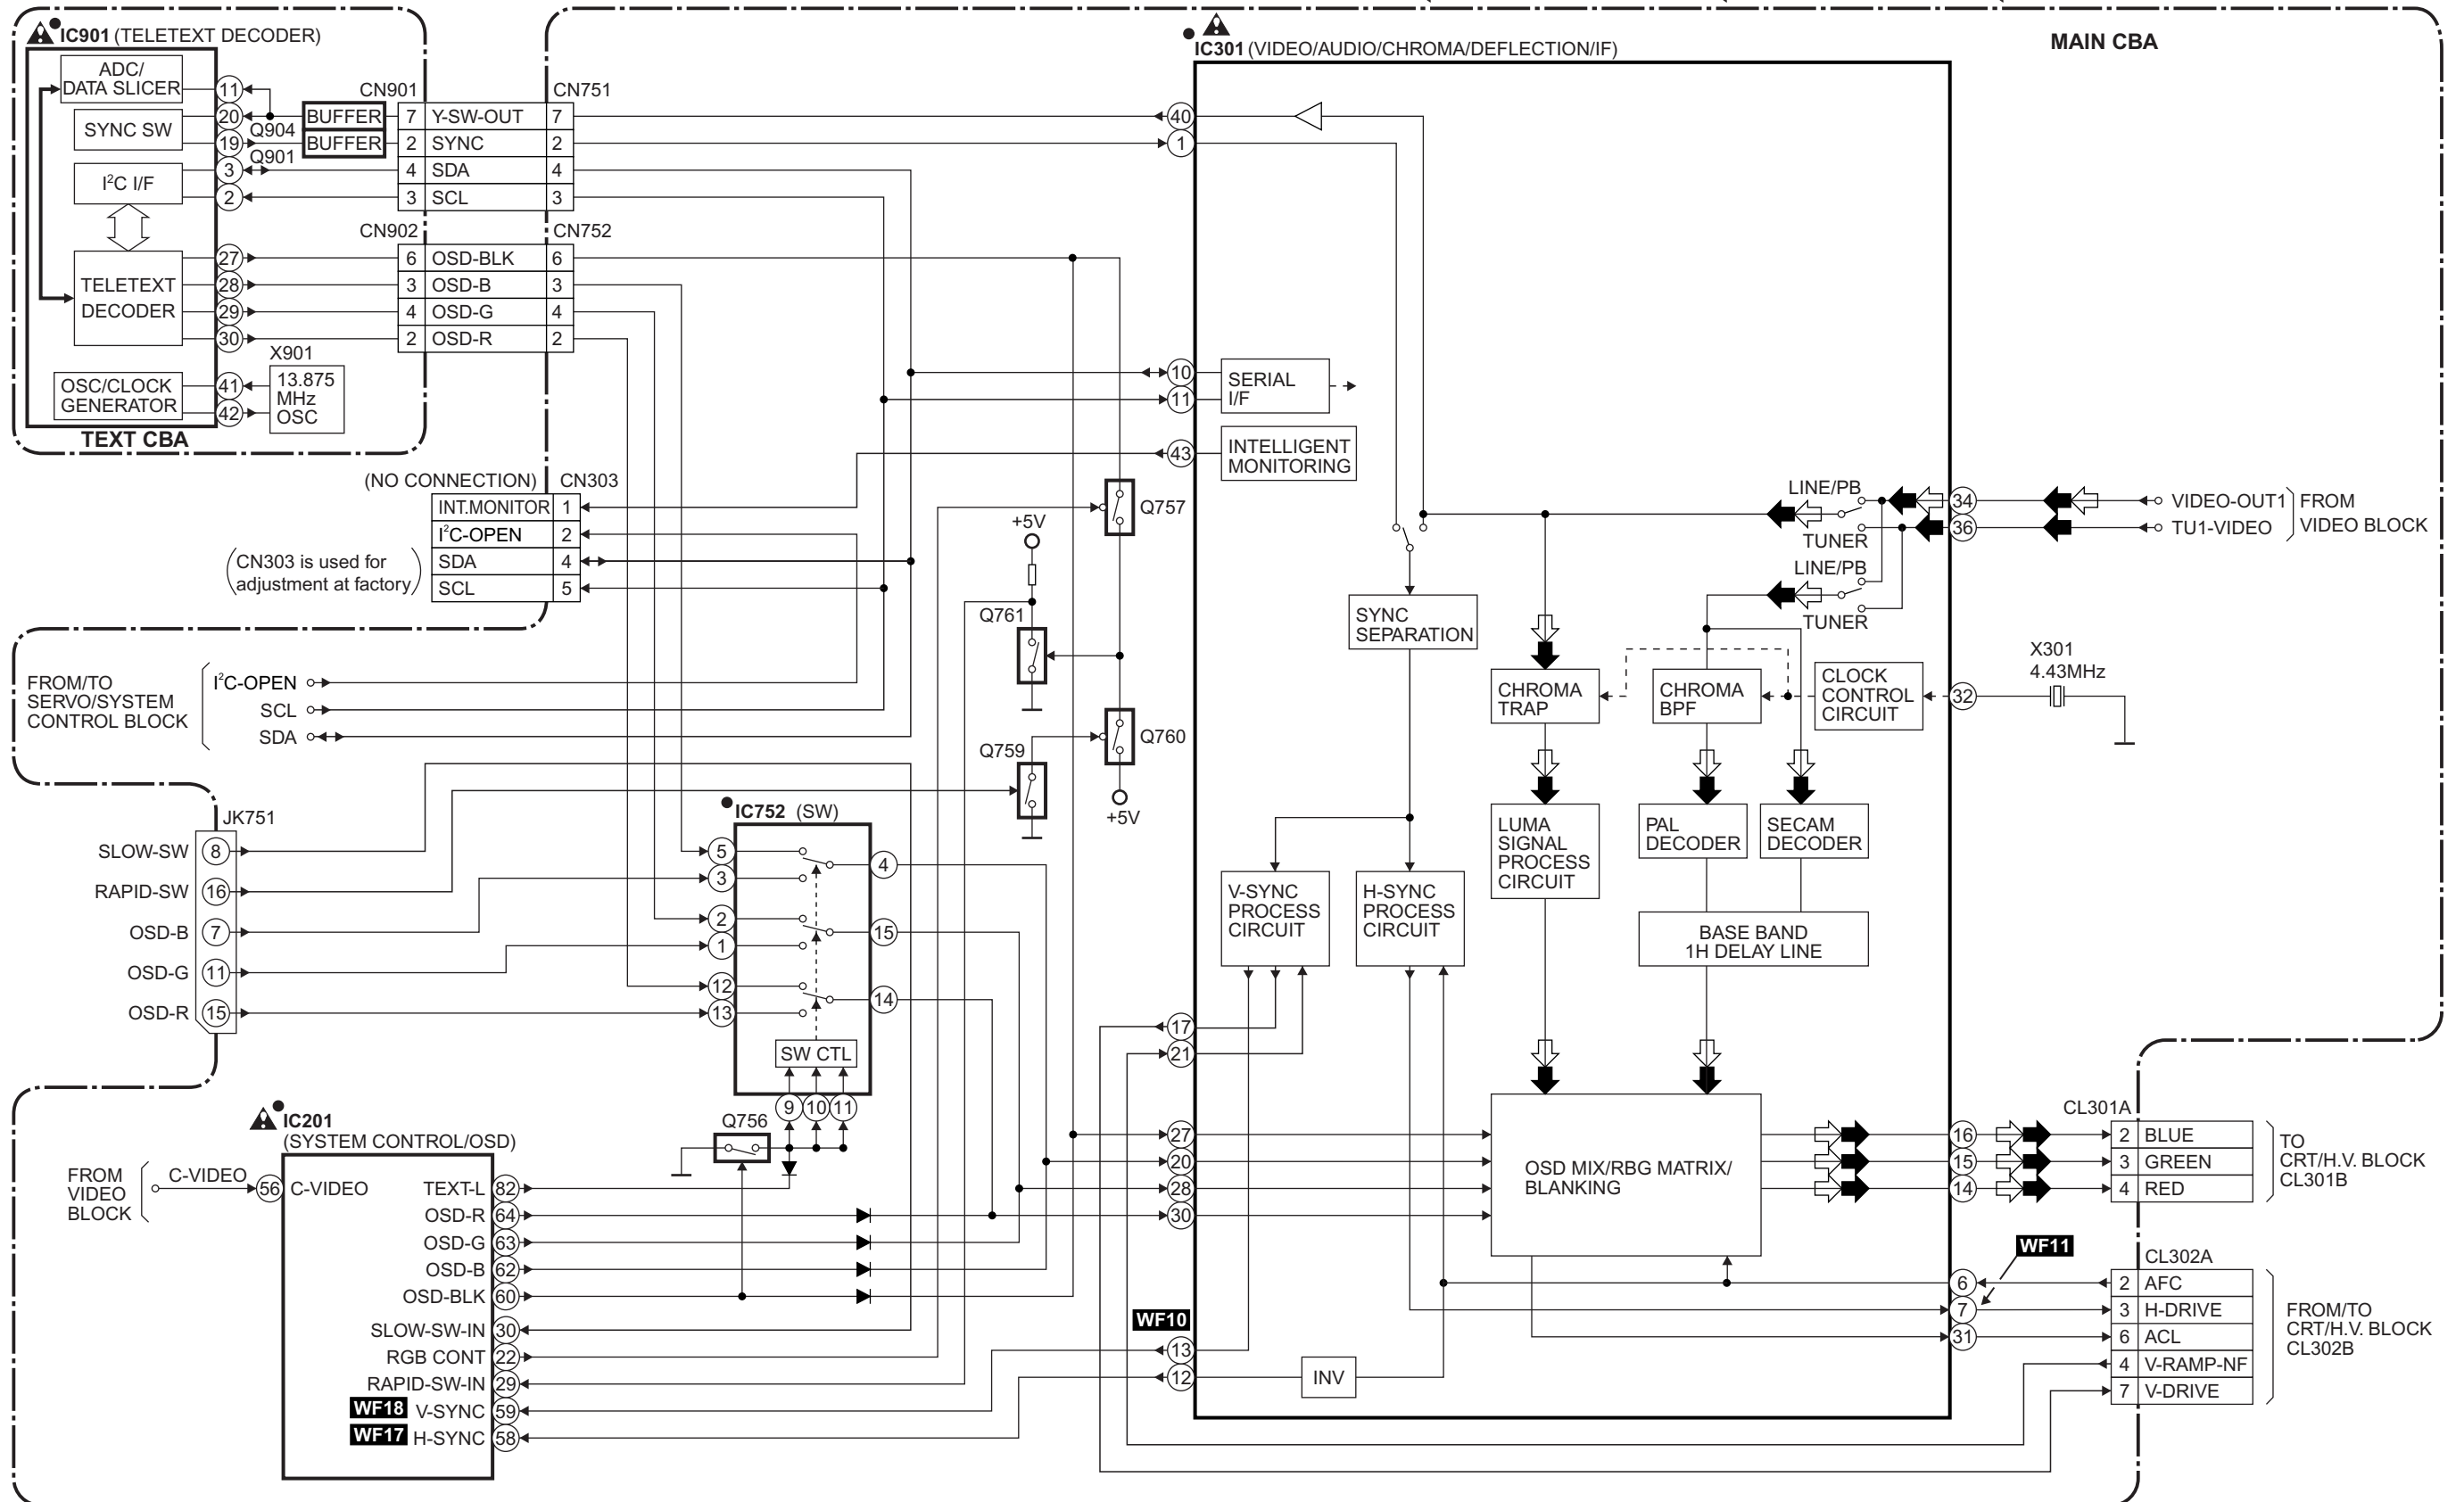 MAIN CBA
IC901 (TELETEXT DECODER)
ADC/
DATA SLICER
SYNC SW
I²C I/F
TELETEXT
DECODER
OSC/CLOCK
GENERATOR
TEXT CBA
11
20
19
3
2
27
28
29
30
41
42
Q904
Q901
BUFFER
BUFFER
X901
13.875
MHz
OSC
CN901 CN751
7 Y-SW-OUT 7
2 SYNC 2
4 SDA 4
3 SCL 3
CN902 CN752
6 OSD-BLK 6
3 OSD-B 3
4 OSD-G 4
2 OSD-R 2
(NO CONNECTION) CN303
INT.MONITOR 1
I²C-OPEN 2
SDA 4
SCL 5
(CN303 is used for
adjustment at factory)
FROM/TO
SERVO/SYSTEM
CONTROL BLOCK
I²C-OPEN
SCL
SDA
JK751
SLOW-SW 8
RAPID-SW 16
OSD-B 7
OSD-G 11
OSD-R 15
Q757
+5V
Q761
Q759
Q760
+5V
IC752 (SW)
5
3
2
1
12
13
4
15
14
SW CTL
9 10 11
Q756
IC201
(SYSTEM CONTROL/OSD)
FROM
VIDEO
BLOCK
C-VIDEO
56 C-VIDEO
TEXT-L 82
OSD-R 64
OSD-G 63
OSD-B 62
OSD-BLK 60
SLOW-SW-IN 30
RGB CONT 22
RAPID-SW-IN 29
WF18 V-SYNC 59
WF17 H-SYNC 58
IC301 (VIDEO/AUDIO/CHROMA/DEFLECTION/IF)
40
1
10
11
43
SERIAL
I/F
INTELLIGENT
MONITORING
LINE/PB
TUNER
LINE/PB
TUNER
34
36
VIDEO-OUT1
TU1-VIDEO
FROM
VIDEO BLOCK
SYNC
SEPARATION
CHROMA
TRAP
CHROMA
BPF
CLOCK
CONTROL
CIRCUIT
32
X301
4.43MHz
V-SYNC
PROCESS
CIRCUIT
H-SYNC
PROCESS
CIRCUIT
LUMA
SIGNAL
PROCESS
CIRCUIT
PAL
DECODER
SECAM
DECODER
BASE BAND
1H DELAY LINE
17
21
27
20
28
30
OSD MIX/RBG MATRIX/
BLANKING
WF10
13
12
INV
16
15
14
CL301A
2 BLUE
3 GREEN
4 RED
TO
CRT/H.V. BLOCK
CL301B
WF11
6
7
31
CL302A
2 AFC
3 H-DRIVE
6 ACL
4 V-RAMP-NF
7 V-DRIVE
FROM/TO
CRT/H.V. BLOCK
CL302B